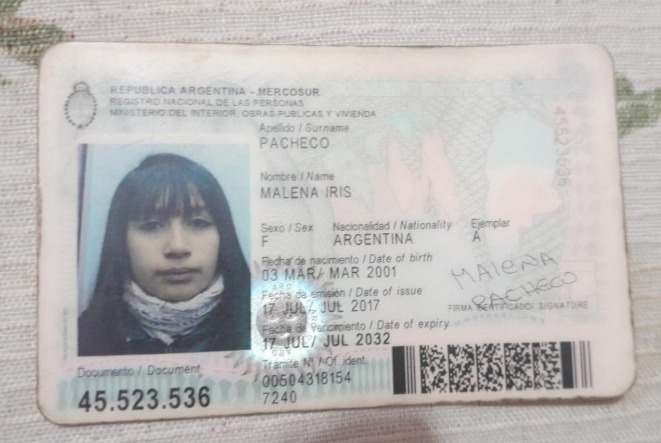 REPUBLICA ARGENTINA - MERCOSUR
REGISTRO NACIONAL DE LAS PERSONAS
MINISTERIO DEL INTERIOR, OBRAS PUBLICAS Y VIVIENDA
Apellido / Surname
PACHECO
Nombre / Name
MALENA IRIS
Sexo / Sex Nacionalidad / Nationality Ejemplar
F ARGENTINA A
Fecha de nacimiento / Date of birth
03 MAR/ MAR 2001
Fecha de emisión / Date of issue
17 JUL/ JUL 2017
Fecha de vencimiento / Date of expiry
17 JUL/ JUL 2032
Trámite Nº / Of. ident.
00504318154
7240
Documento / Document
45.523.536
MALENA
PACHECO
FIRMA IDENTIFICADO/ SIGNATURE
45523536